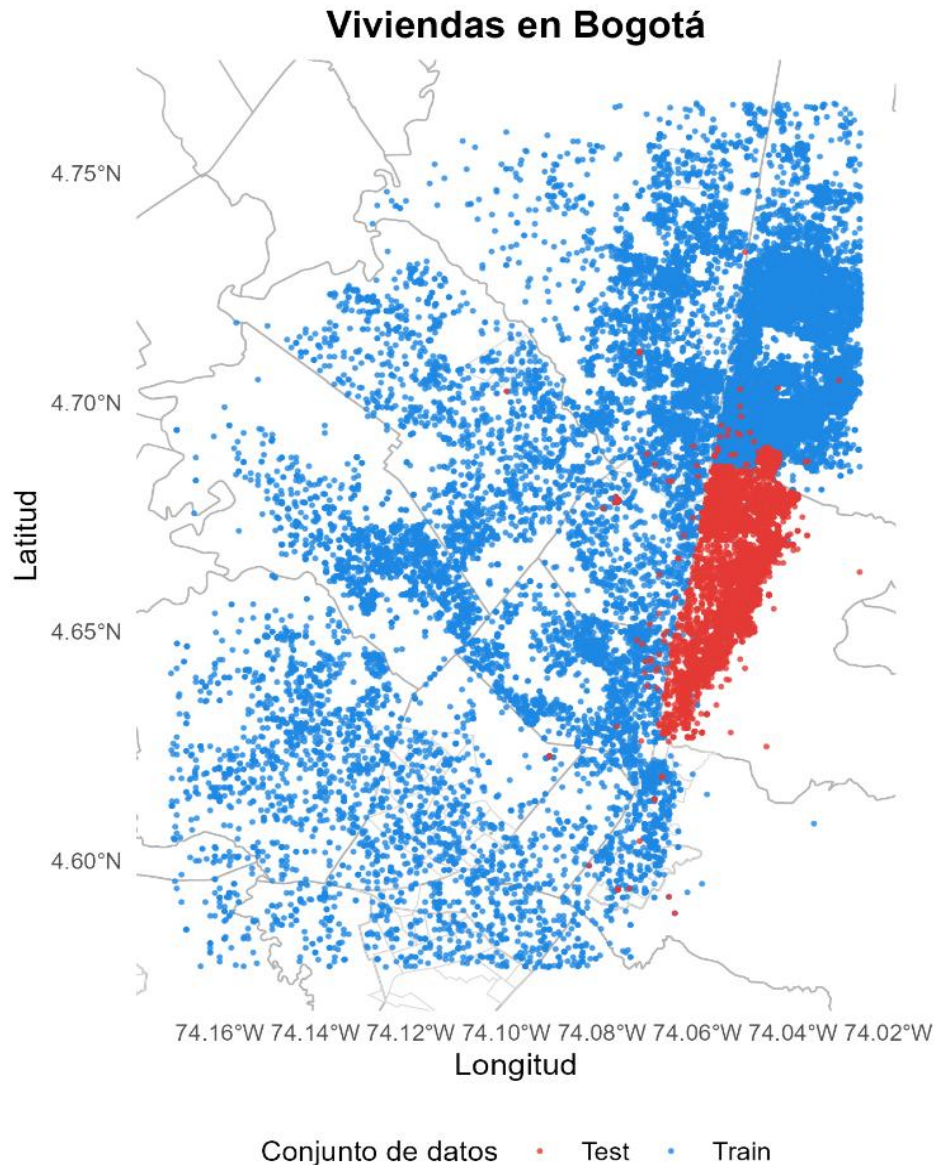 Viviendas en Bogotá
4.75°N
4.70°N
4.65°N
4.60°N
Latitud
74.16°W 74.14°W 74.12°W 74.10°W 74.08°W 74.06°W 74.04°W 74.02°W
Longitud
Conjunto de datos Test Train